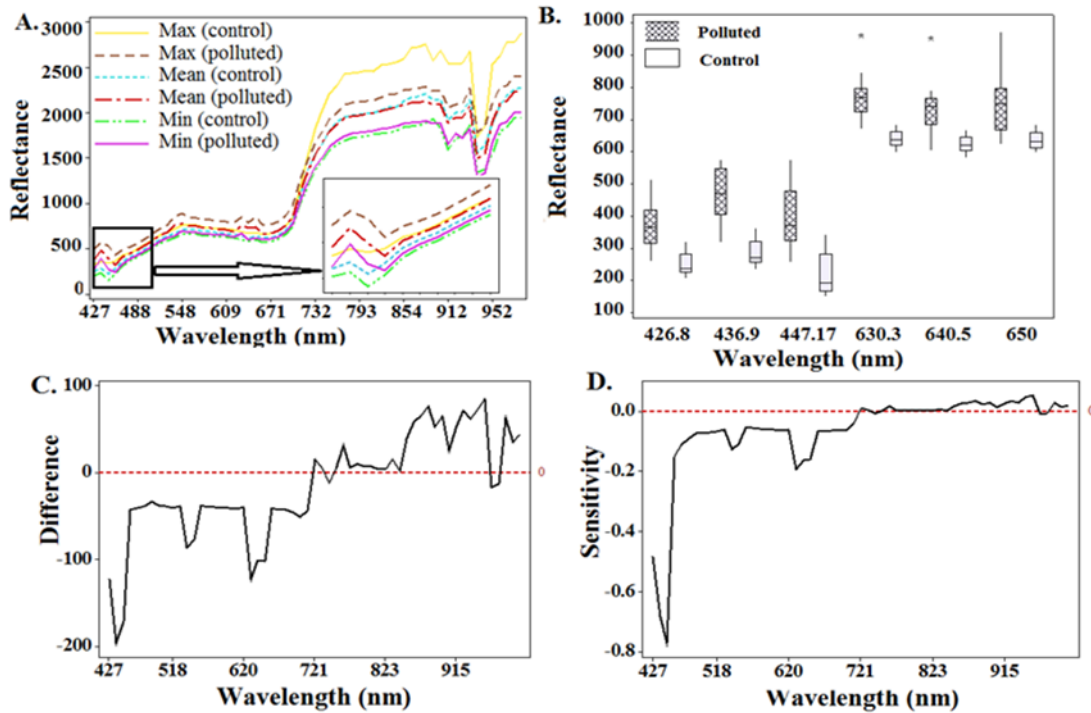 A.
3000
2500
2000
1500
1000
500
0
Reflectance
Max (control)
Max (polluted)
Mean (control)
Mean (polluted)
Min (control)
Min (polluted)
427 488 548 609 671 732 793 854 912 952
Wavelength (nm)
B.
1000
900
800
700
600
500
400
300
200
100
Reflectance
Polluted
Control
* *
426.8 436.9 447.17 630.3 640.5 650
Wavelength (nm)
C.
100
0
-100
-200
Difference
0
427 518 620 721 823 915
Wavelength (nm)
D.
0.0
-0.2
-0.4
-0.6
-0.8
Sensitivity
0
427 518 620 721 823 915
Wavelength (nm)